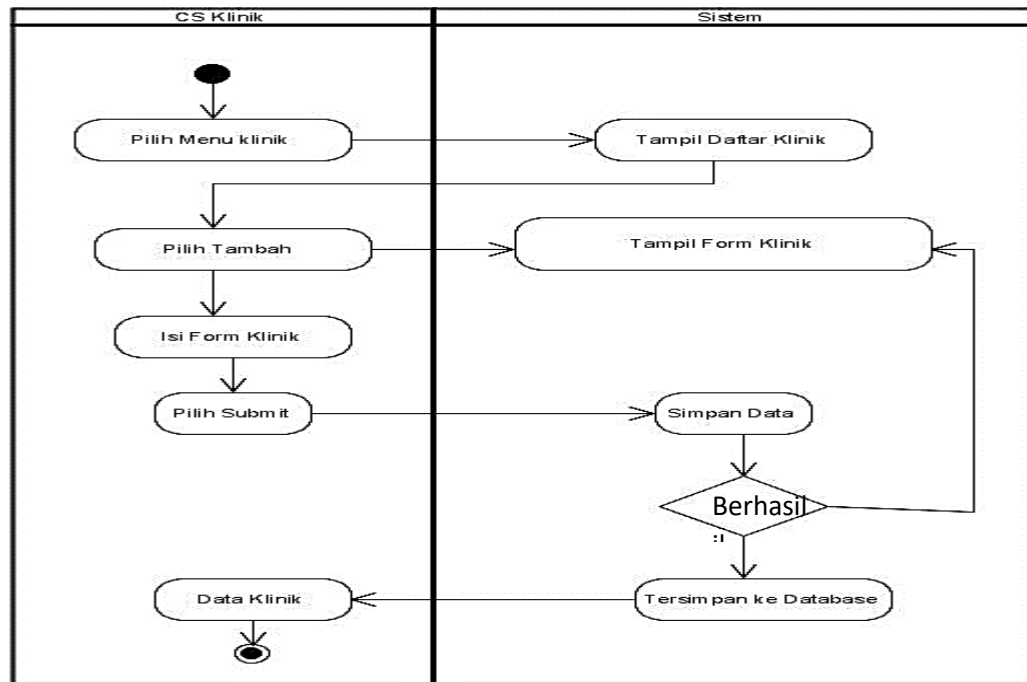 CS Klinik
Sistem
Pilih Menu klinik
Tampil Daftar Klinik
Pilih Tambah
Tampil Form Klinik
Isi Form Klinik
Pilih Submit
Simpan Data
Berhasil
Data Klinik
Tersimpan ke Database